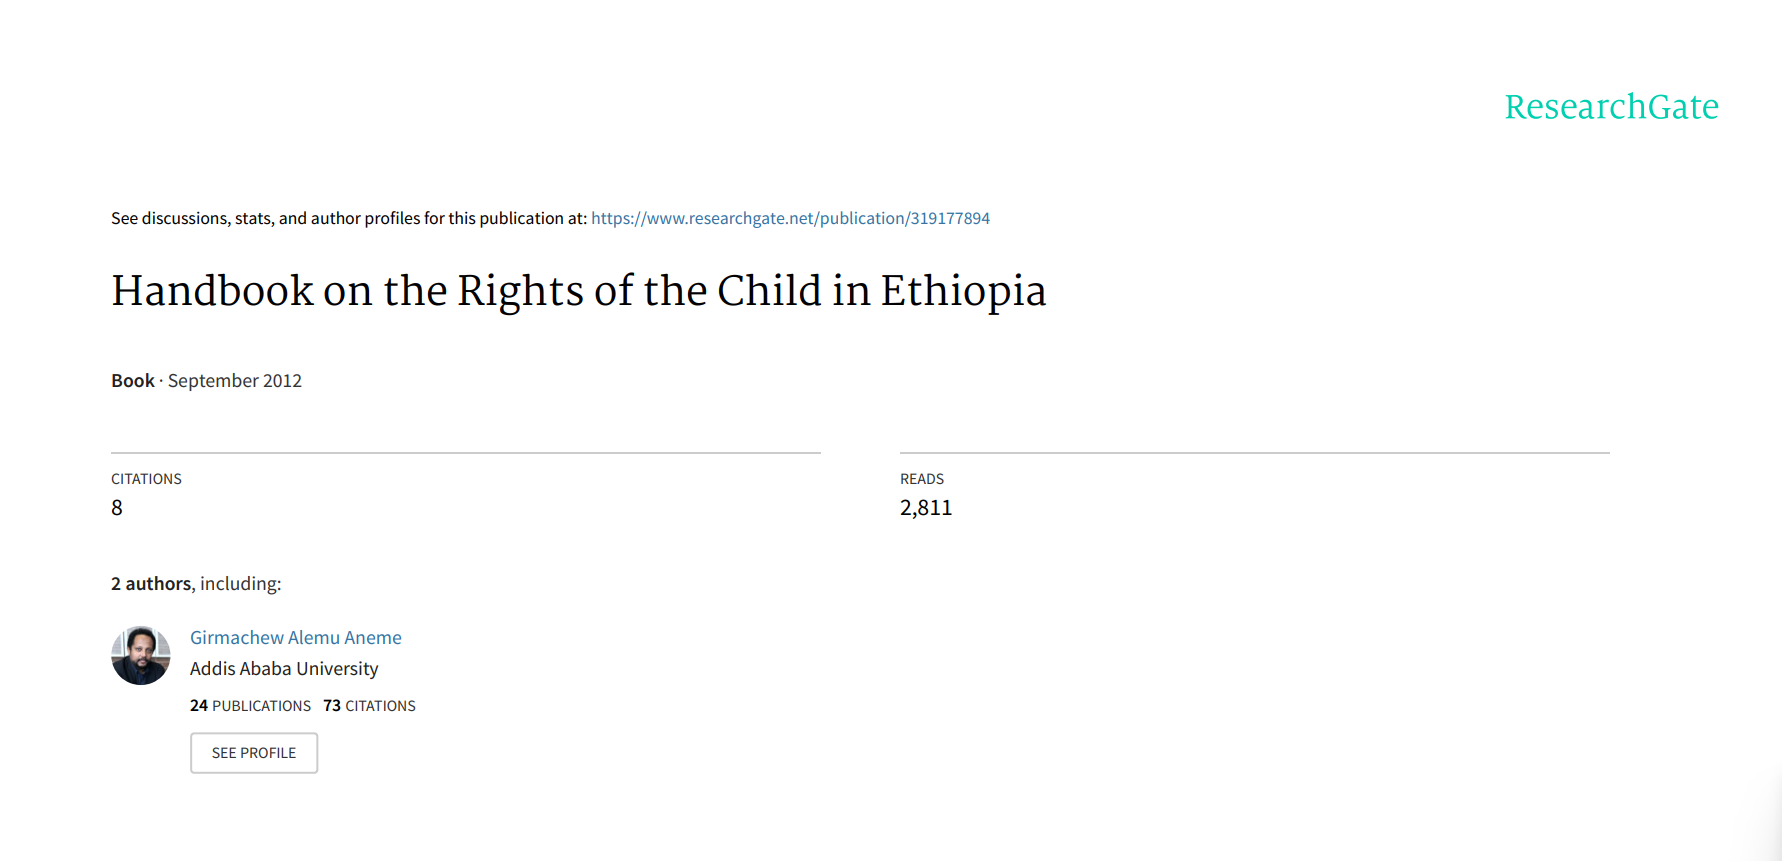 ResearchGate
See discussions, stats, and author profiles for this publication at: https://www.researchgate.net/publication/319177894
Handbook on the Rights of the Child in Ethiopia
Book · September 2012
CITATIONS
8
READS
2,811
2 authors, including:
Girmachew Alemu Aneme
Addis Ababa University
24 PUBLICATIONS 73 CITATIONS
SEE PROFILE